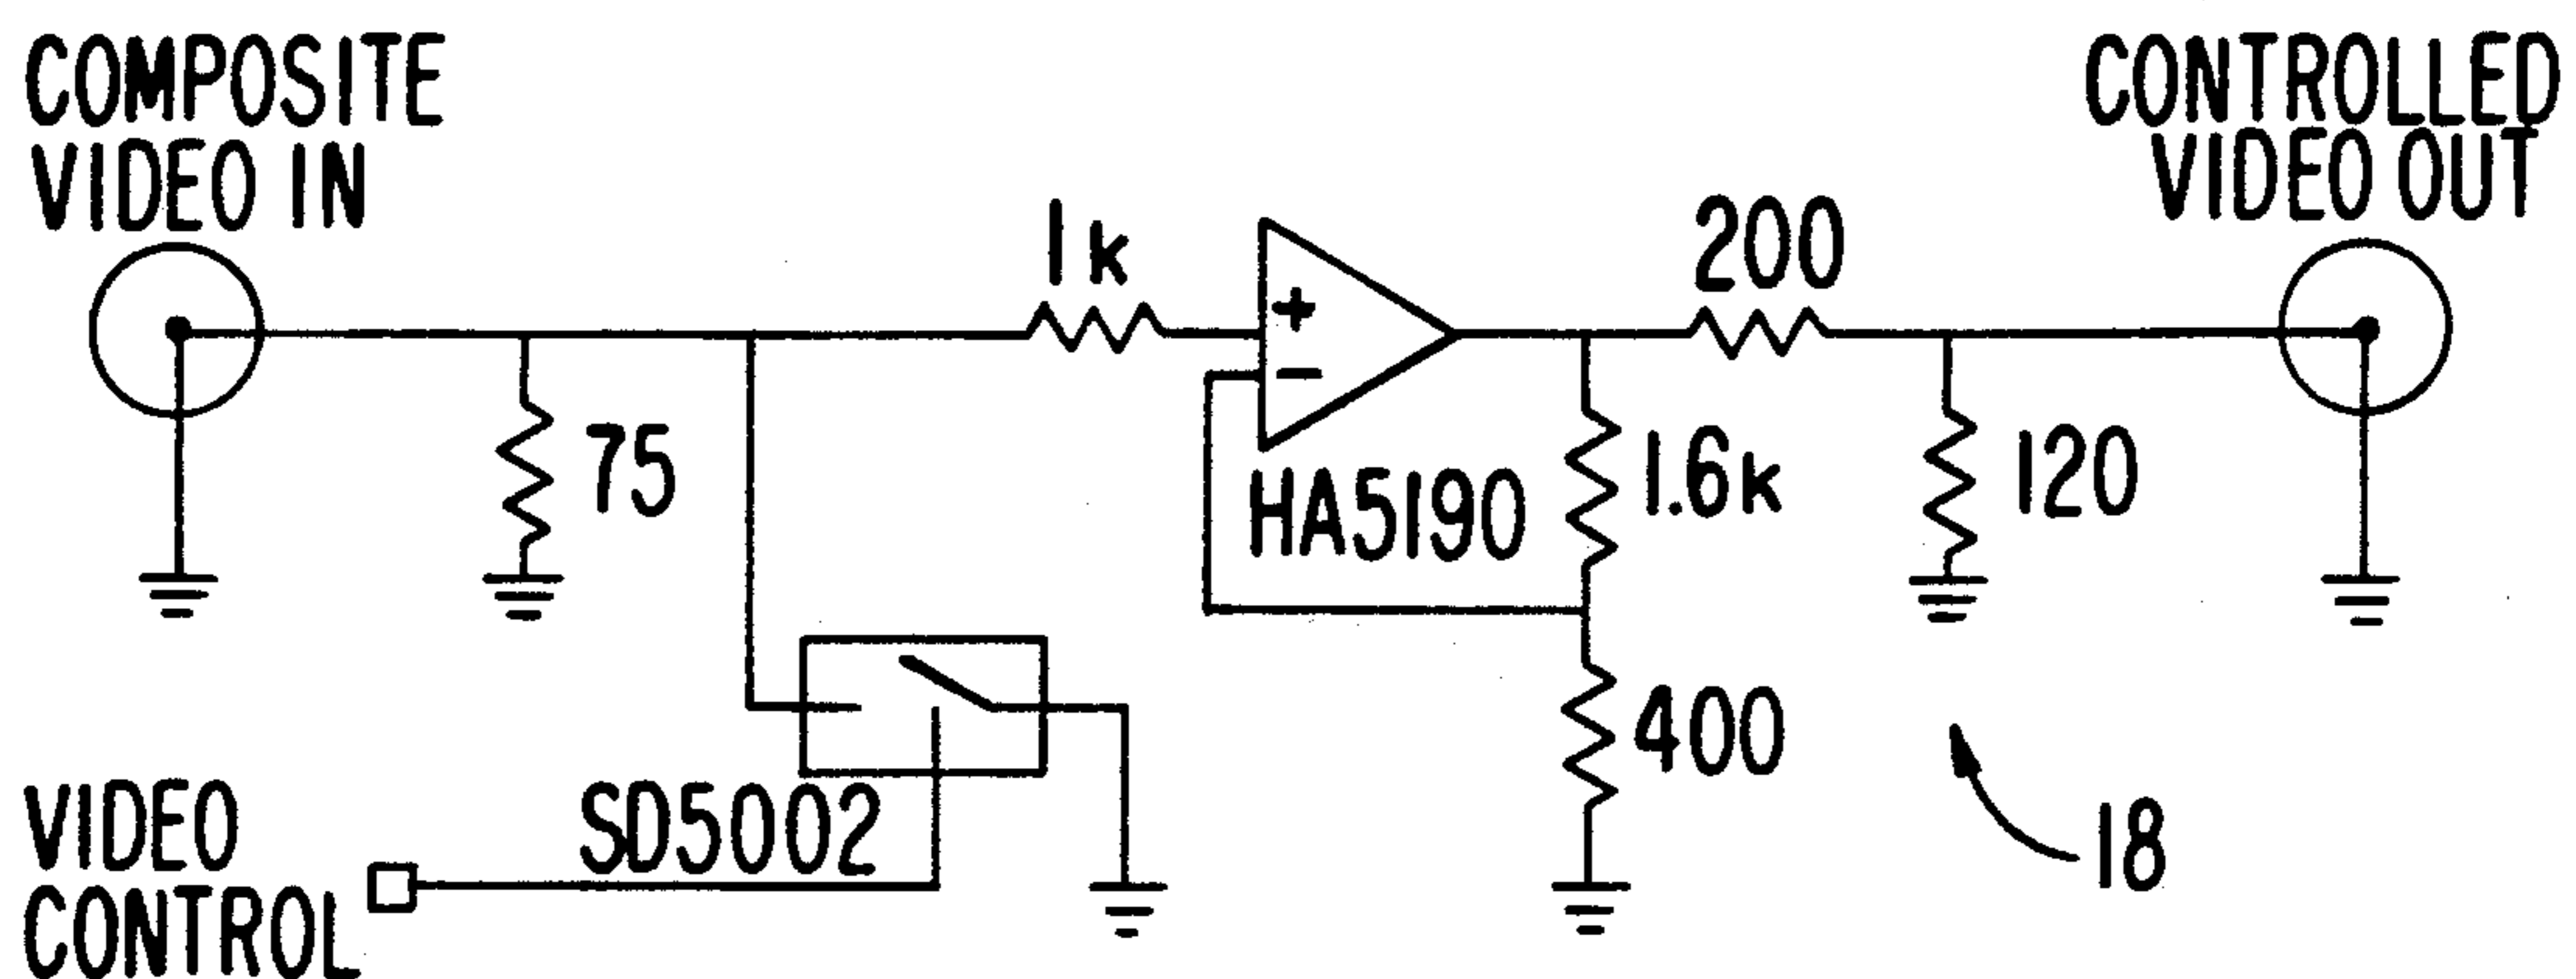 COMPOSITE
VIDEO IN
CONTROLLED
VIDEO OUT
1k
+
-
HA5190
200
75
1.6k
120
400
SD5002
VIDEO
CONTROL
18